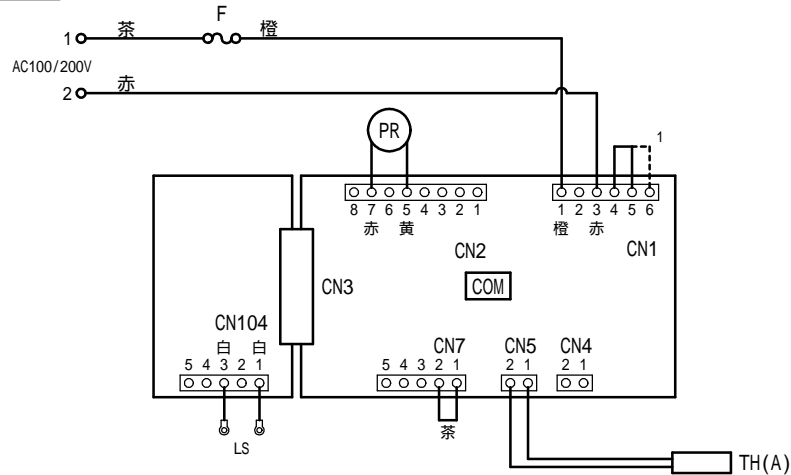 F
1 茶 橙
AC100/200V
2 赤
PR
1
8 7 6 5 4 3 2 1
1 2 3 4 5 6
赤 黄
橙 赤
CN2
CN1
CN3
COM
CN104
白 白
5 4 3 2 1
CN7
5 4 3 2 1
CN5
2 1
CN4
2 1
茶
LS
TH(A)